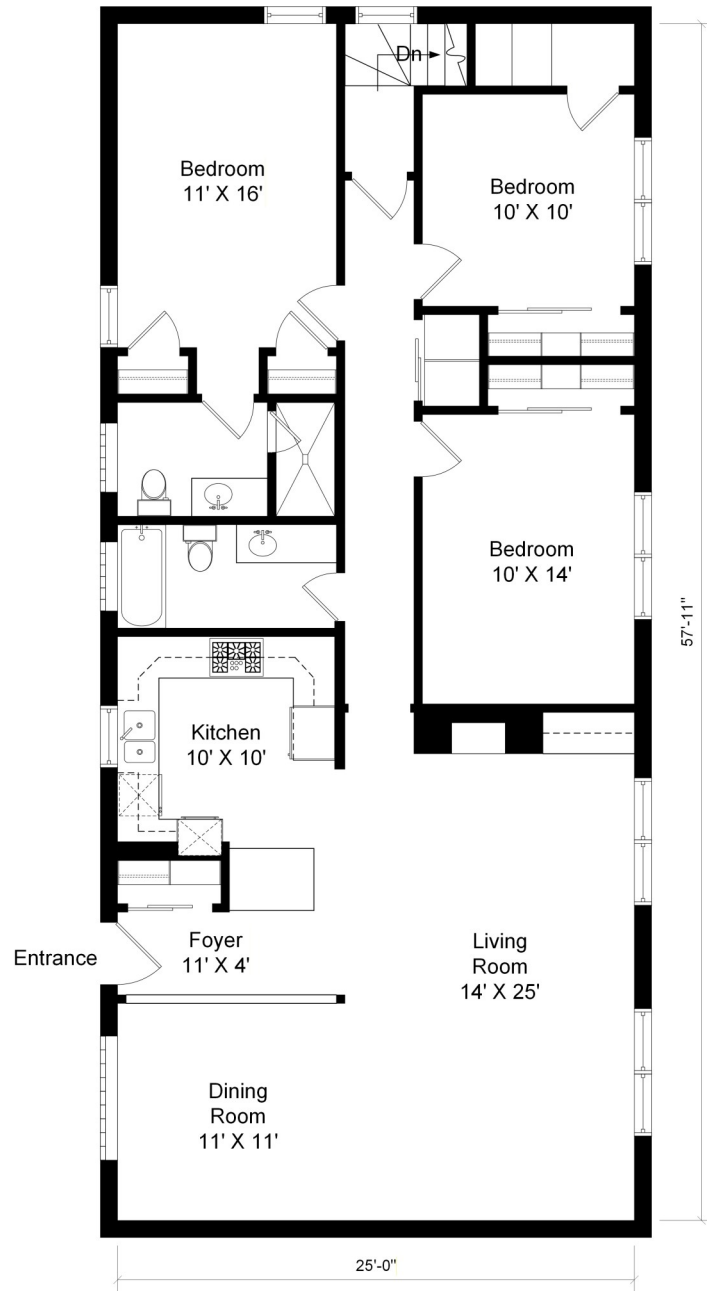 Dn
Bedroom
11' X 16'
Bedroom
10' X 10'
Bedroom
10' X 14'
57'-11"
Kitchen
10' X 10'
Entrance
Foyer
11' X 4'
Living
Room
14' X 25'
Dining
Room
11' X 11'
25'-0"